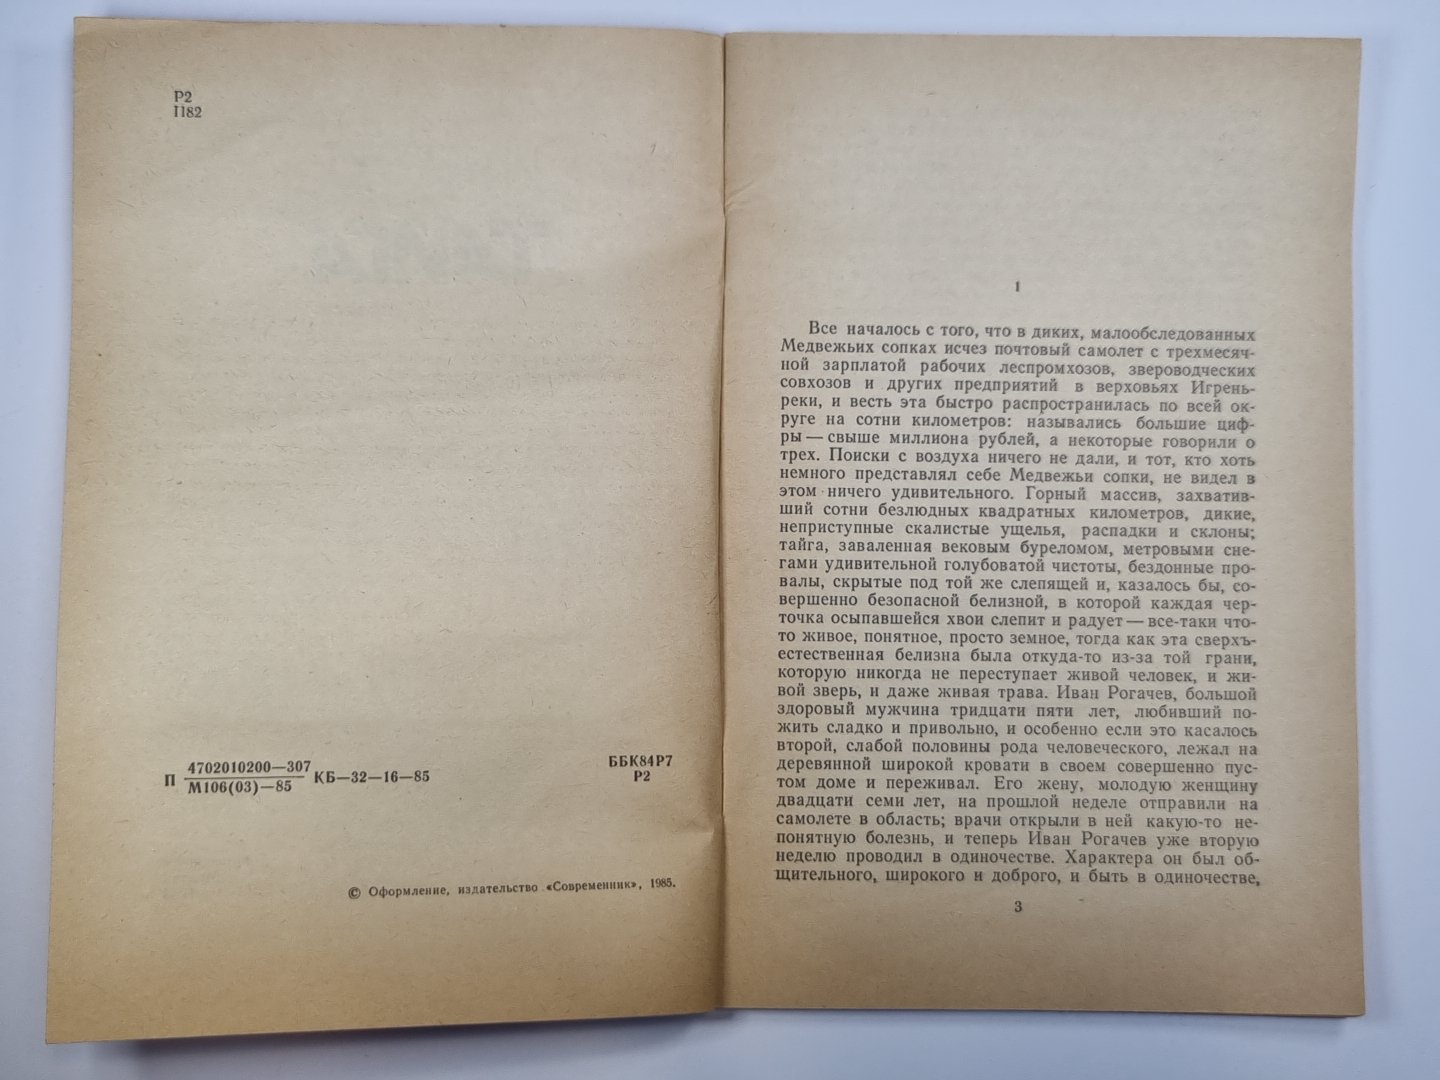 Р2
П82
П 4702010200—307 КБ—32—16—85
М106(03)—85
ББК84Р7
Р2
© Оформление, издательство «Современник», 1985.
1
Все началось с того, что в диких, малообследованных
Медвежьих сопках исчез почтовый самолет с трехмесяч-
ной зарплатой рабочих леспромхозов, звероводческих
совхозов и других предприятий в верховьях Игрень-
реки, и весть эта быстро распространилась по всей ок-
руге на сотни километров: назывались большие циф-
ры — свыше миллиона рублей, а некоторые говорили о
трех. Поиски с воздуха ничего не дали, и тот, кто хоть
немного представлял себе Медвежьи сопки, не видел в
этом ничего удивительного. Горный массив, захватив-
ший сотни безлюдных квадратных километров, дикие,
неприступные скалистые ущелья, распадки и склоны;
тайга, заваленная вековым буреломом, метровыми сне-
гами удивительной голубоватой чистоты, бездонные про-
валы, скрытые под той же слепящей и, казалось бы, со-
вершенно безопасной белизной, в которой каждая чер-
точка осыпавшейся хвои слепит и радует — все-таки что-
то живое, понятное, просто земное, тогда как эта сверхъ-
естественная белизна была откуда-то из-за той грани,
которую никогда не переступает живой человек, и жи-
вой зверь, и даже живая трава. Иван Рогачев, большой
здоровый мужчина тридцати пяти лет, любивший по-
жить сладко и привольно, и особенно если это касалось
второй, слабой половины рода человеческого, лежал на
деревянной широкой кровати в своем совершенно пус-
том доме и переживал. Его жену, молодую женщину
двадцати семи лет, на прошлой неделе отправили на
самолете в область; врачи открыли в ней какую-то не-
понятную болезнь, и теперь Иван Рогачев уже вторую
неделю проводил в одиночестве. Характера он был об-
щительного, широкого и доброго, и быть в одиночестве,
3